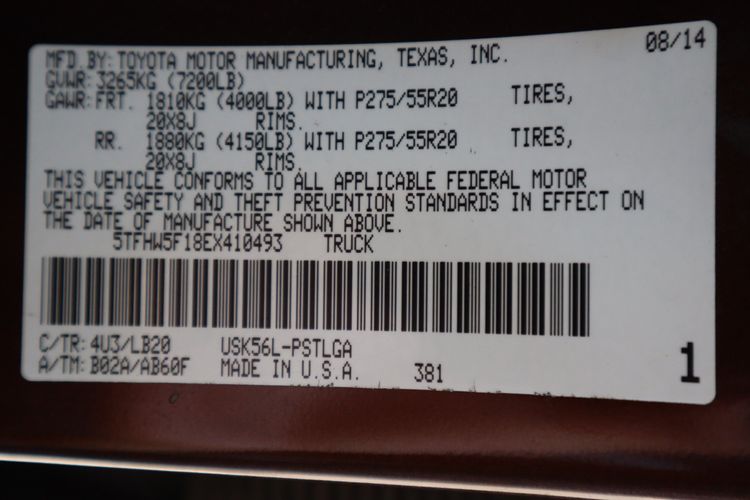 08/14
MFD.BY: TOYOTA MOTOR MANUFACTURING, TEXAS, INC.
GVWR: 3265KG (7200LB)
GAWR: FRT. 1810KG (4000LB) WITH P275/55R20 TIRES,
20X8J RIMS.
RR. 1880KG (4150LB) WITH P275/55R20 TIRES,
20X8J RIMS.
THIS VEHICLE CONFORMS TO ALL APPLICABLE FEDERAL MOTOR
VEHICLE SAFETY AND THEFT PREVENTION STANDARDS IN EFFECT ON
THE DATE OF MANUFACTURE SHOWN ABOVE.
5TFHW5F18EX410493 TRUCK
C/TR: 4U3/LB20 USK56L-PSTLGA
A/TM: B02A/AB60F MADE IN U.S.A. 381
1